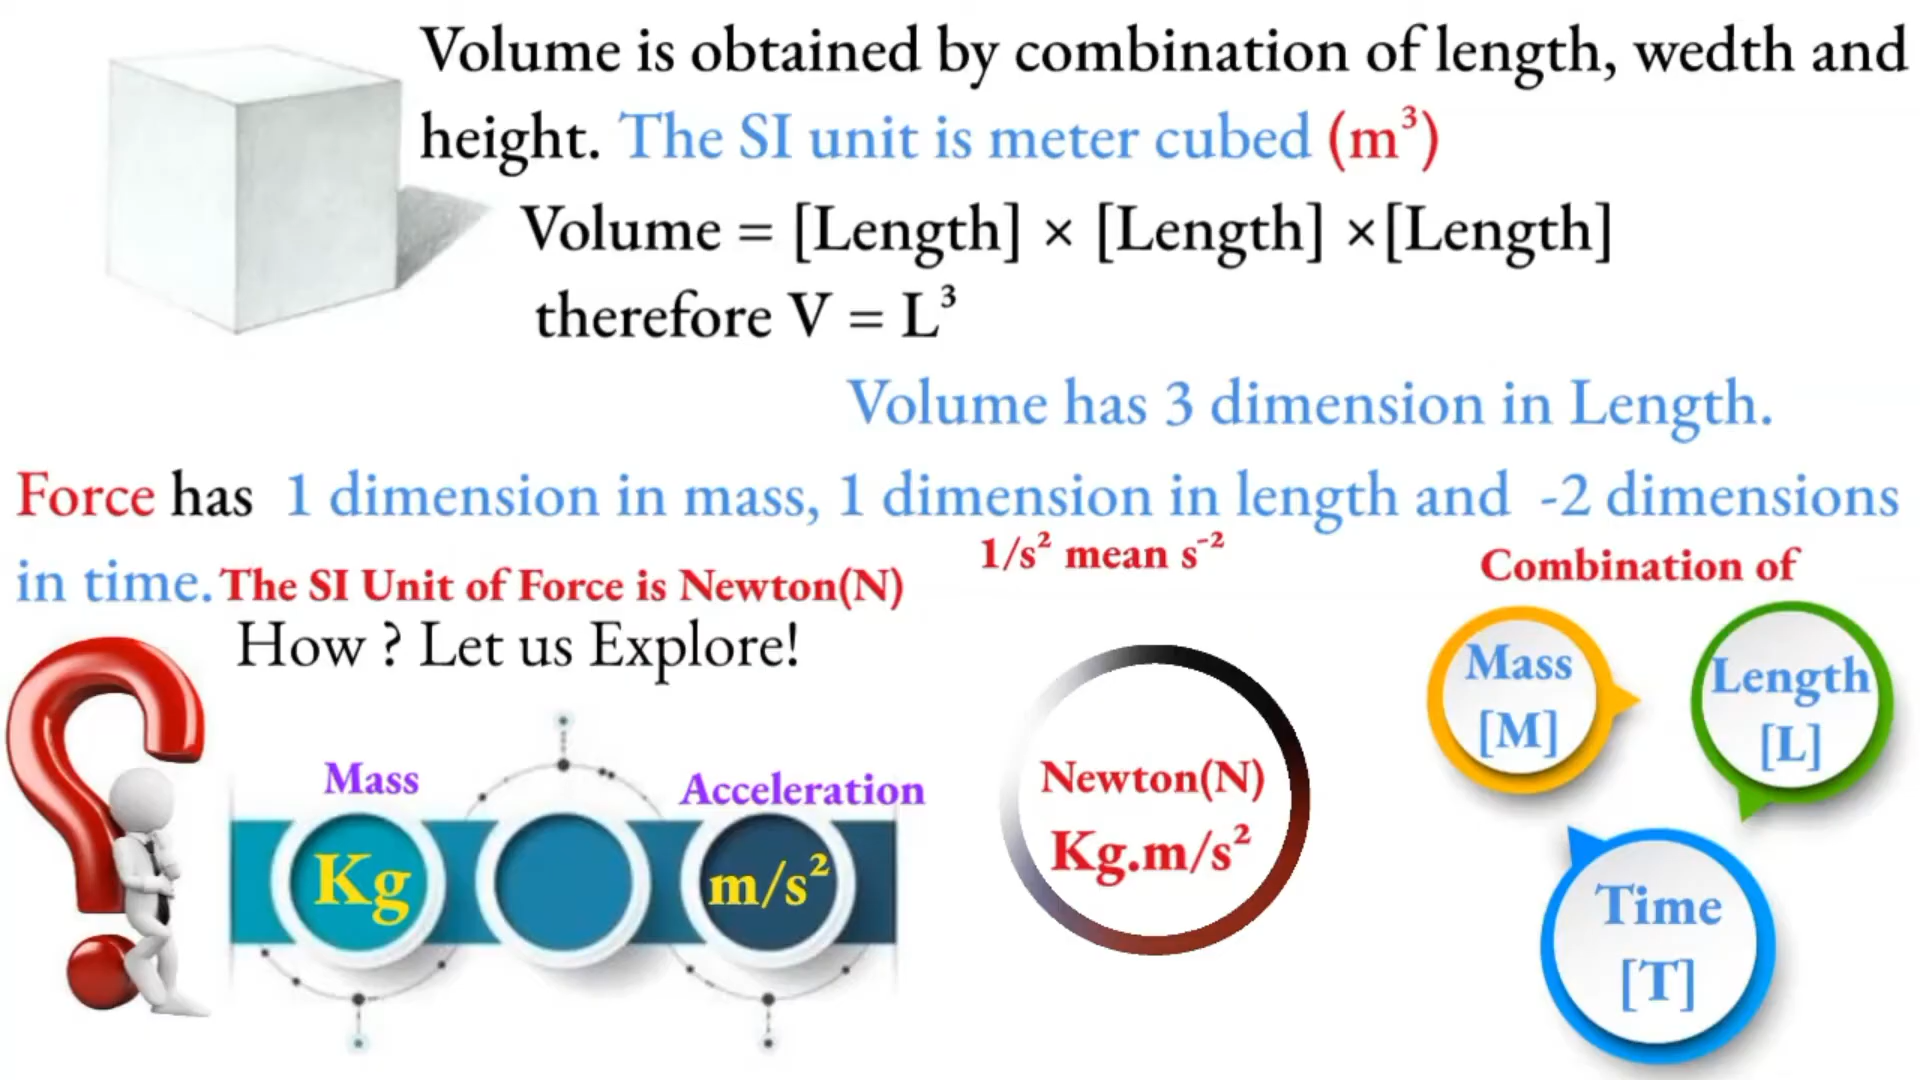 Volume is obtained by combination of length, wedth and
height. The SI unit is meter cubed (m³)
Volume = [Length] × [Length] ×[Length]
therefore V = L³
Volume has 3 dimension in Length.
Force has 1 dimension in mass, 1 dimension in length and -2 dimensions
in time. The SI Unit of Force is Newton(N)
1/s² mean s⁻²
How ? Let us Explore!
Mass
Kg
Acceleration
m/s²
Newton(N)
Kg.m/s²
Combination of
Mass
[M]
Length
[L]
Time
[T]